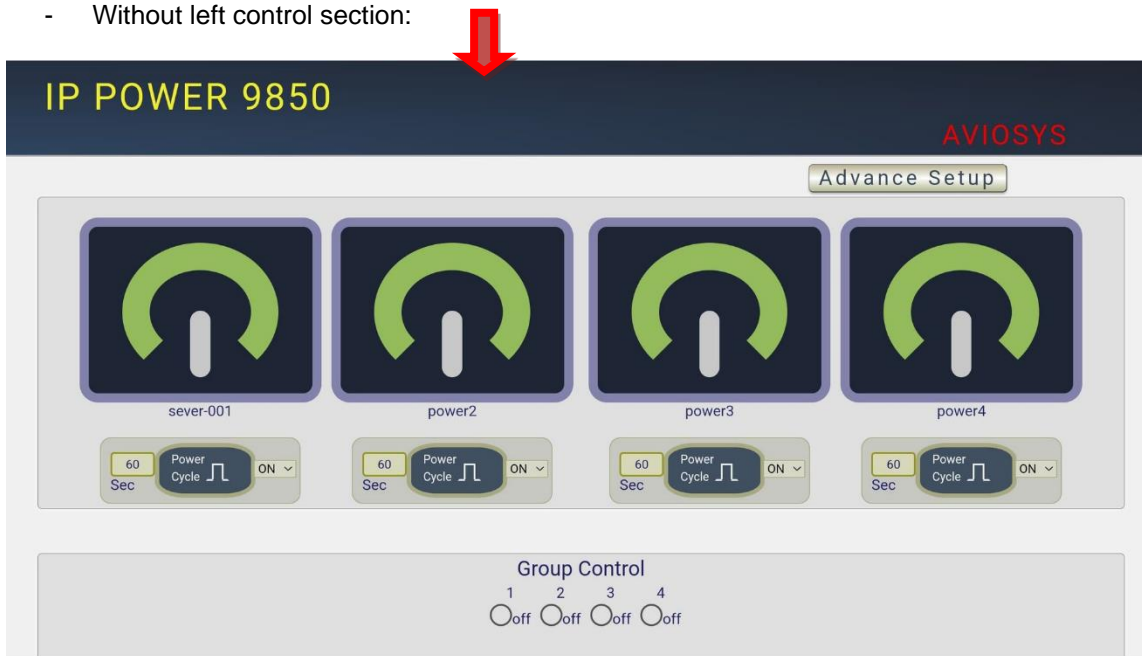 - Without left control section:
IP POWER 9850
AVIOSYS
Advance Setup
sever-001 power2 power3 power4
60 Sec Power Cycle ON 60 Sec Power Cycle ON 60 Sec Power Cycle ON 60 Sec Power Cycle ON
Group Control
1 2 3 4
off off off off